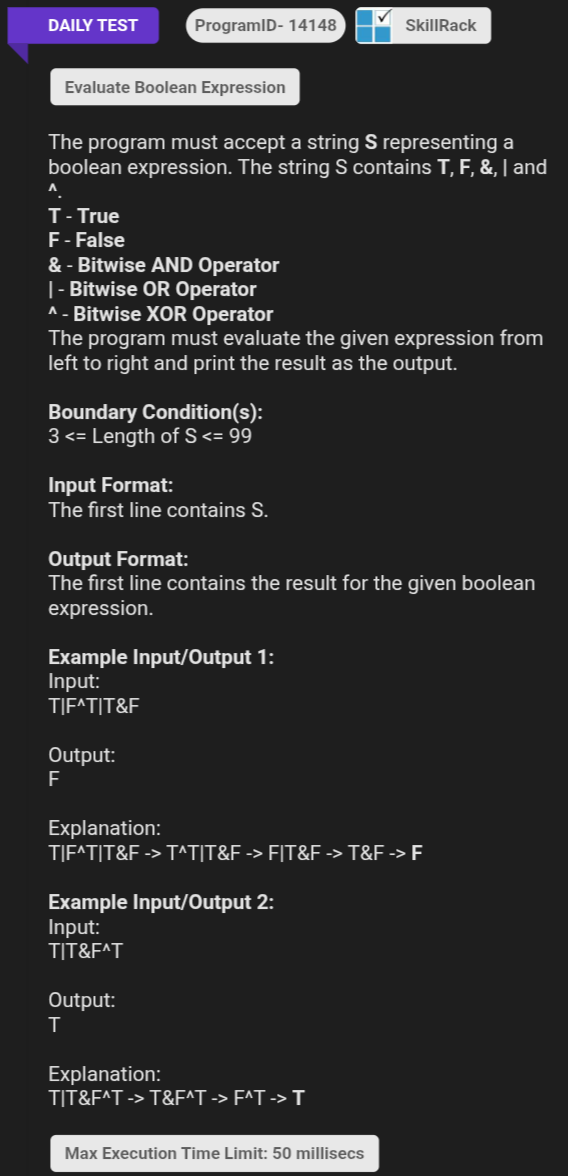 DAILY TEST
ProgramID- 14148
SkillRack
Evaluate Boolean Expression
The program must accept a string S representing a
boolean expression. The string S contains T, F, &, | and
^.
T - True
F - False
& - Bitwise AND Operator
| - Bitwise OR Operator
^ - Bitwise XOR Operator
The program must evaluate the given expression from
left to right and print the result as the output.
Boundary Condition(s):
3 <= Length of S <= 99
Input Format:
The first line contains S.
Output Format:
The first line contains the result for the given boolean
expression.
Example Input/Output 1:
Input:
T|F^T|T&F
Output:
F
Explanation:
T|F^T|T&F -> T^T|T&F -> F|T&F -> T&F -> F
Example Input/Output 2:
Input:
T|T&F^T
Output:
T
Explanation:
T|T&F^T -> T&F^T -> F^T -> T
Max Execution Time Limit: 50 millisecs